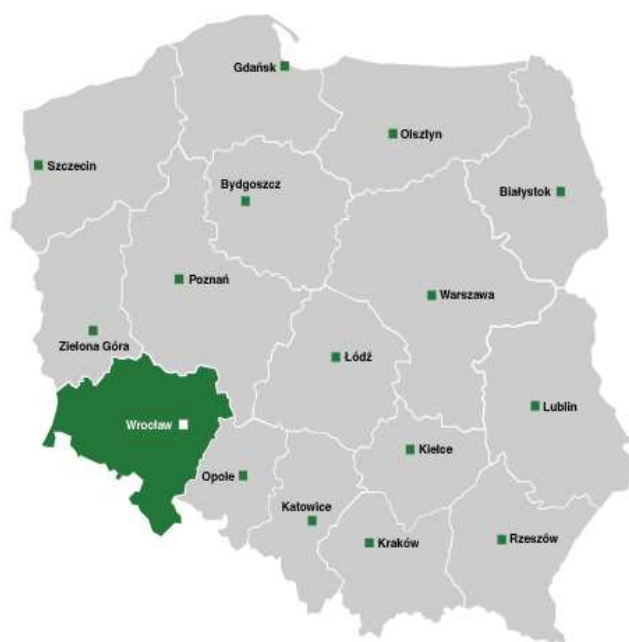 Gdańsk
Olsztyn
Szczecin
Bydgoszcz
Białystok
Poznań
Warszawa
Zielona Góra
Łódź
Lublin
Wrocław
Kielce
Opole
Katowice
Kraków
Rzeszów